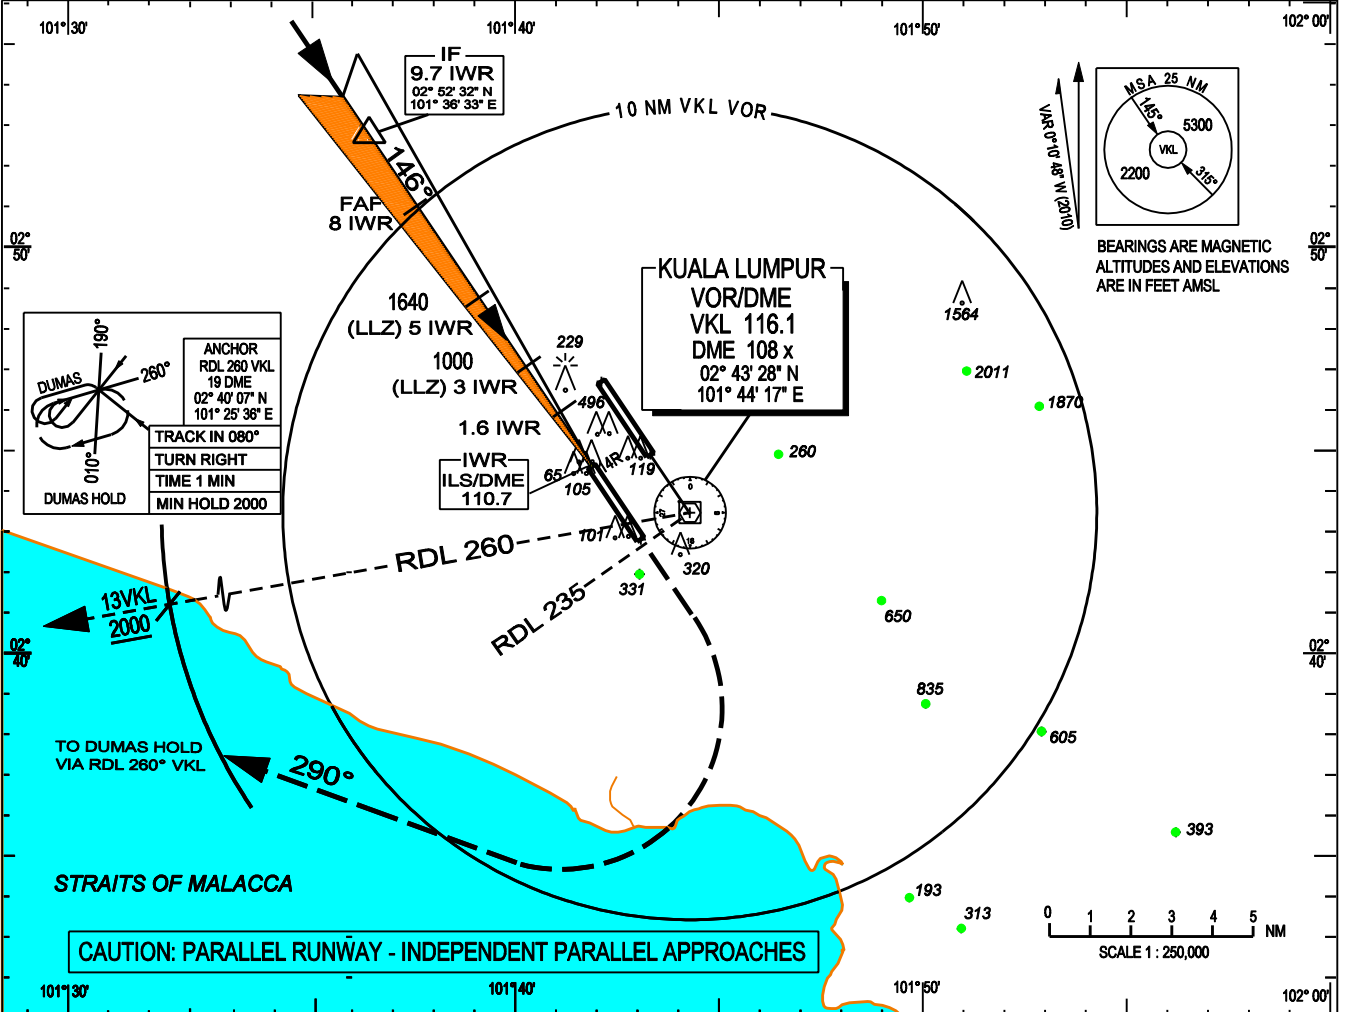 101° 30'
101° 40'
101° 50'
102° 00'
IF
9.7 IWR
02° 52' 32" N
101° 36' 33" E
10 NM VKL VOR
VAR 0°10' 48" W (2010)
MSA 25 NM
145°
5300
VKL
2200
315°
BEARINGS ARE MAGNETIC
ALTITUDES AND ELEVATIONS
ARE IN FEET AMSL
146°
FAF
8 IWR
02°
50'
02°
50'
KUALA LUMPUR
VOR/DME
VKL 116.1
DME 108 x
02° 43' 28" N
101° 44' 17" E
1640
(LLZ) 5 IWR
1000
(LLZ) 3 IWR
1.6 IWR
IWR
ILS/DME
110.7
229
496
65
105
14R
119
101
320
331
1564
2011
1870
260
650
835
605
393
193
313
190°
260°
DUMAS
010°
DUMAS HOLD
ANCHOR
RDL 260 VKL
19 DME
02° 40' 07" N
101° 25' 36" E
TRACK IN 080°
TURN RIGHT
TIME 1 MIN
MIN HOLD 2000
0
18
RDL 260
RDL 235
13VKL
2000
02°
40'
02°
40'
TO DUMAS HOLD
VIA RDL 260° VKL
290°
STRAITS OF MALACCA
CAUTION: PARALLEL RUNWAY - INDEPENDENT PARALLEL APPROACHES
0 1 2 3 4 5 NM
SCALE 1 : 250,000
101° 30'
101° 40'
101° 50'
102° 00'